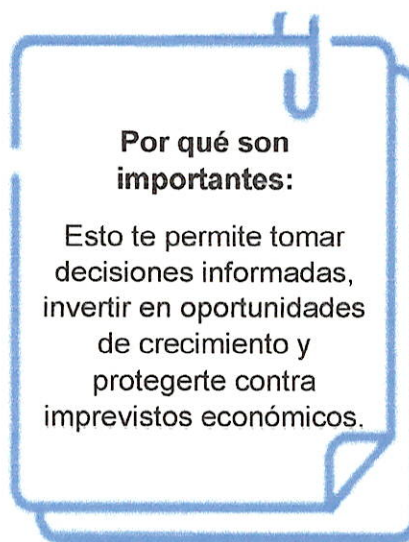 Por qué son
importantes:
Esto te permite tomar
decisiones informadas,
invertir en oportunidades
de crecimiento y
protegerte contra
imprevistos económicos.